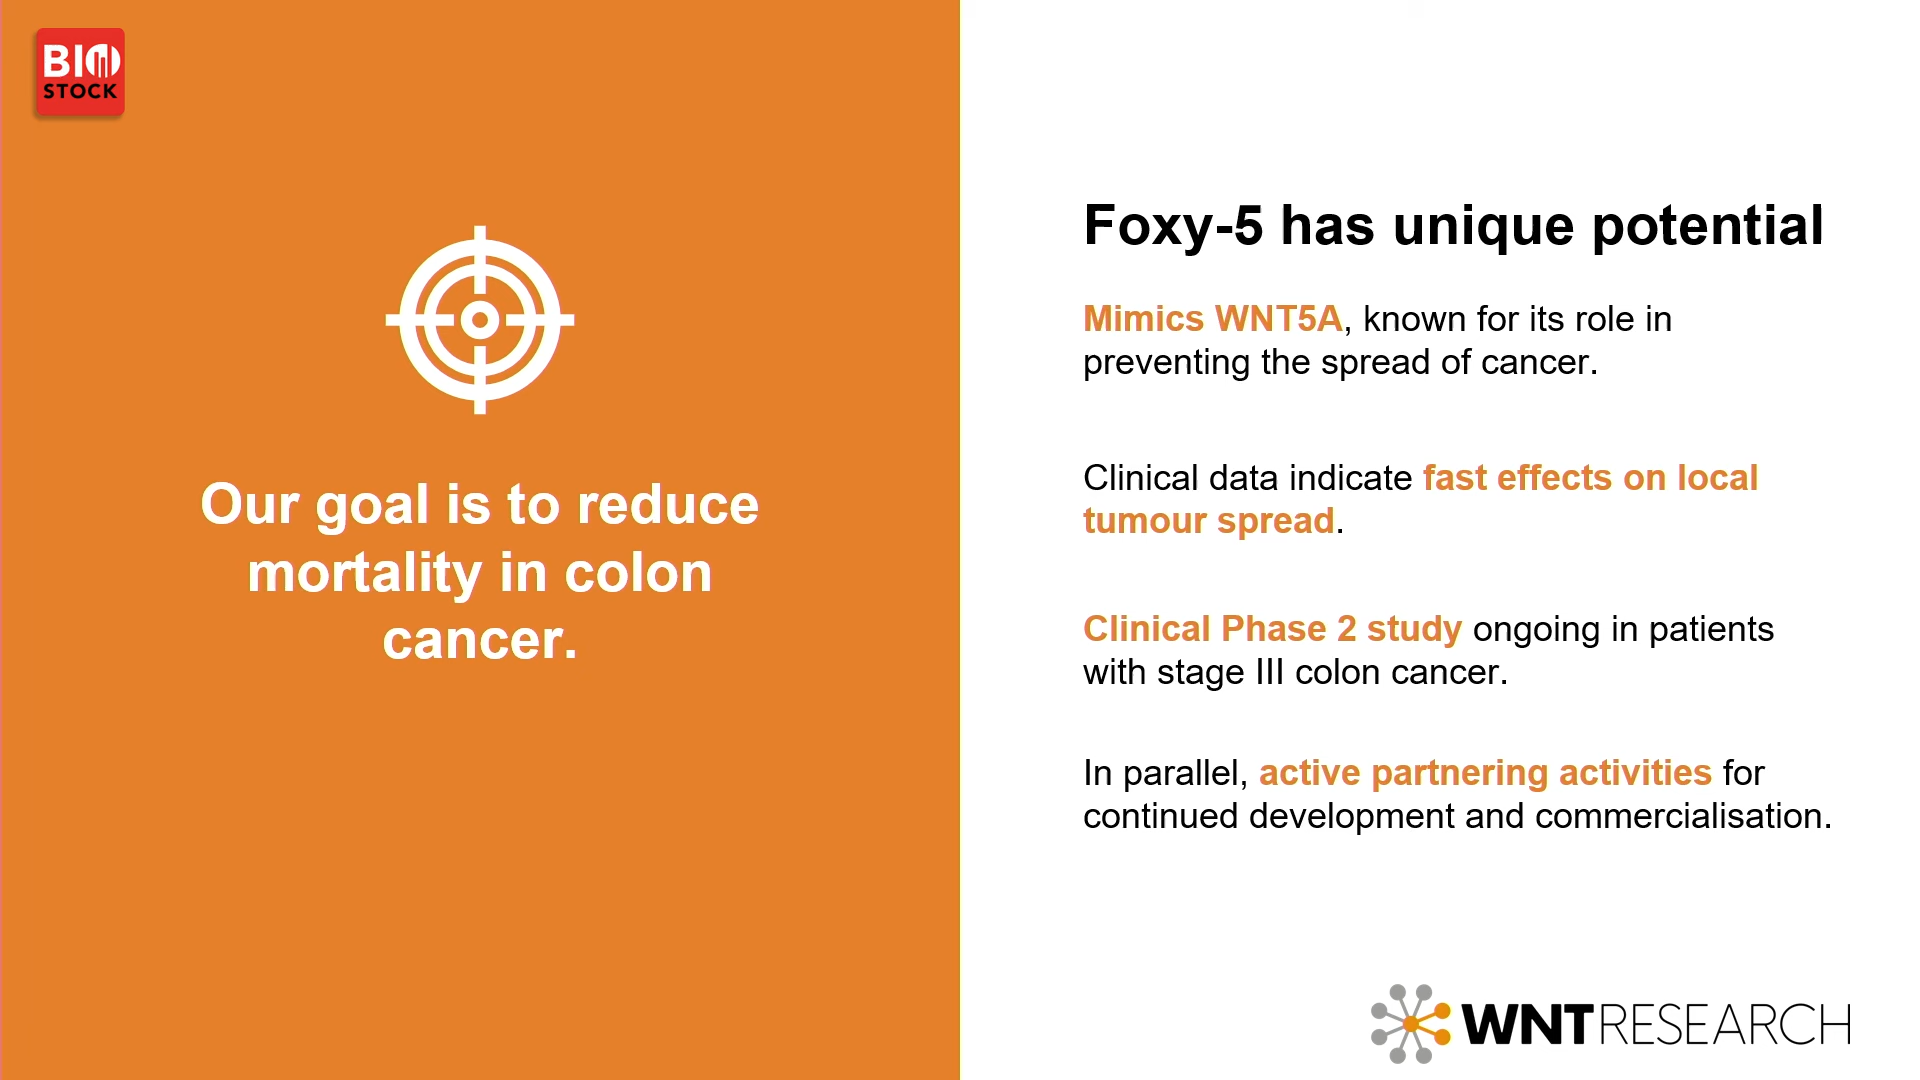 BIO
STOCK
Our goal is to reduce
mortality in colon
cancer.
Foxy-5 has unique potential
Mimics WNT5A, known for its role in
preventing the spread of cancer.
Clinical data indicate fast effects on local
tumour spread.
Clinical Phase 2 study ongoing in patients
with stage III colon cancer.
In parallel, active partnering activities for
continued development and commercialisation.
WNTRESEARCH